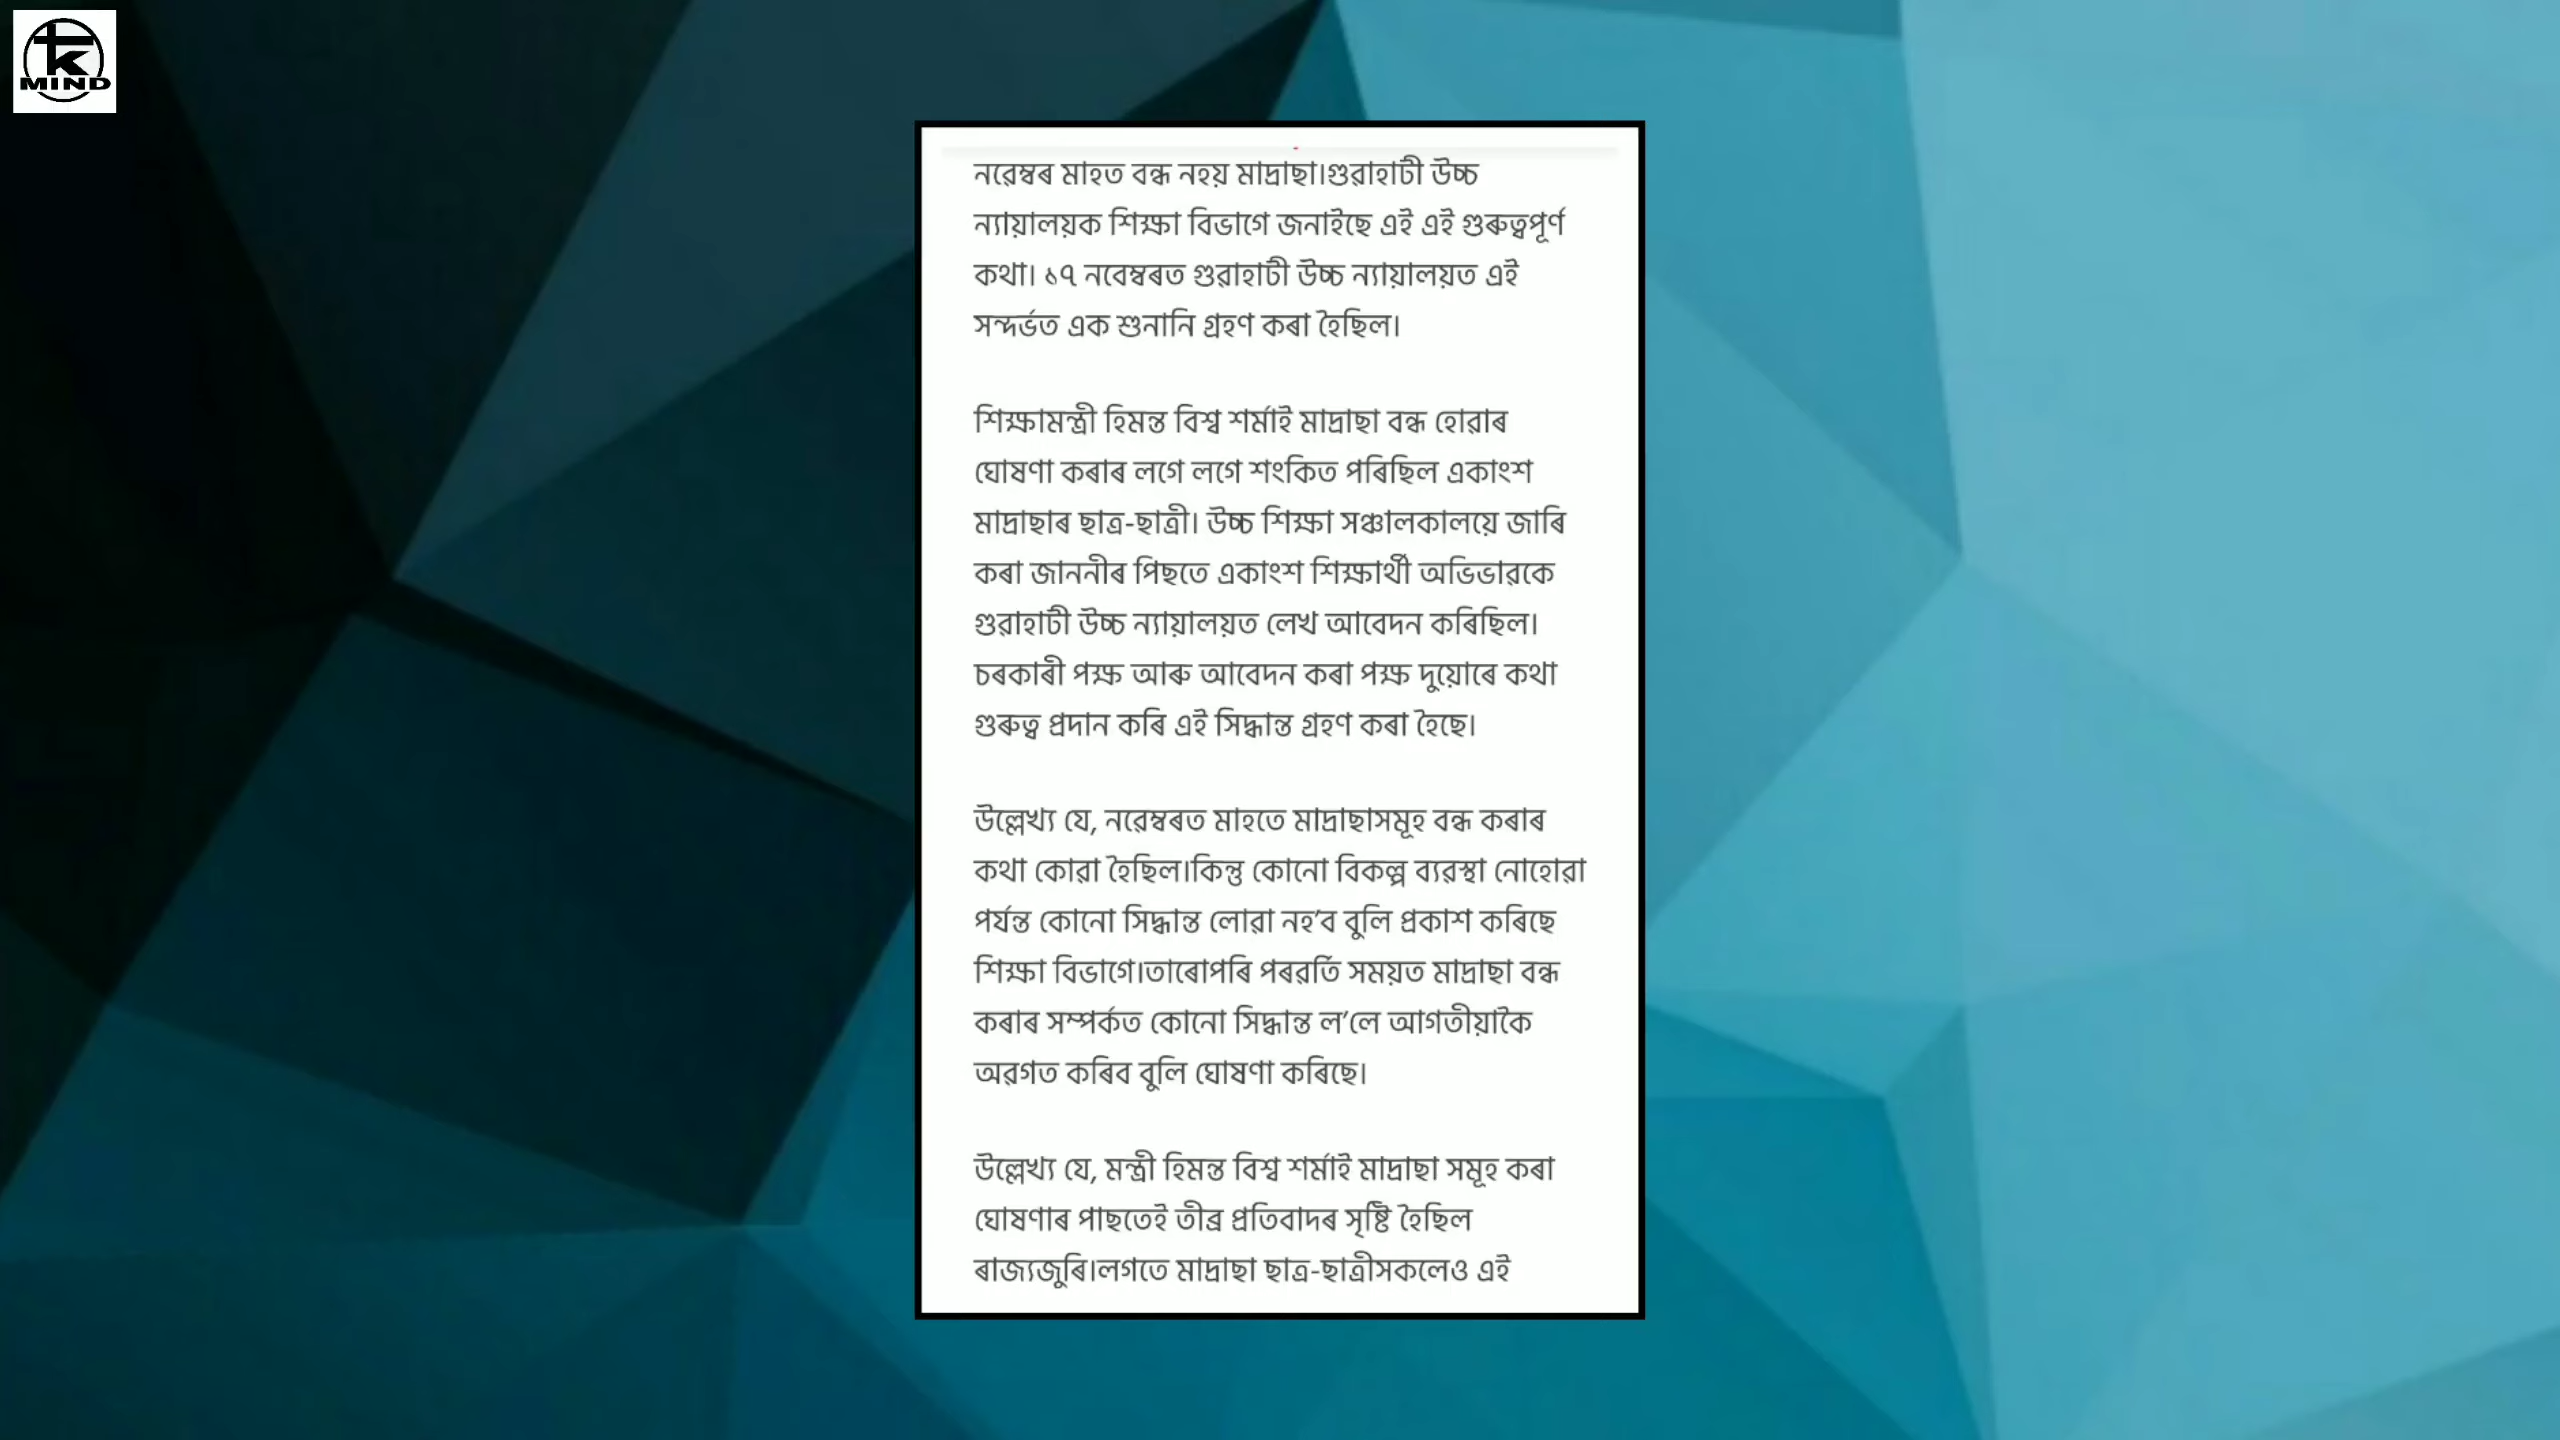 tk
MIND
নৱেম্বৰ মাহত বন্ধ নহয় মাদ্ৰাছা।গুৱাহাটী উচ্চ
ন্যায়ালয়ক শিক্ষা বিভাগে জনাইছে এই এই গুৰুত্বপূৰ্ণ
কথা। ১৭ নবেম্বৰত গুৱাহাটী উচ্চ ন্যায়ালয়ত এই
সন্দৰ্ভত এক শুনানি গ্ৰহণ কৰা হৈছিল।
শিক্ষামন্ত্ৰী হিমন্ত বিশ্ব শৰ্মাই মাদ্ৰাছা বন্ধ হোৱাৰ
ঘোষণা কৰাৰ লগে লগে শংকিত পৰিছিল একাংশ
মাদ্ৰাছাৰ ছাত্ৰ-ছাত্ৰী। উচ্চ শিক্ষা সঞ্চালকালয়ে জাৰি
কৰা জাননীৰ পিছতে একাংশ শিক্ষাৰ্থী অভিভাৱকে
গুৱাহাটী উচ্চ ন্যায়ালয়ত লেখ আবেদন কৰিছিল।
চৰকাৰী পক্ষ আৰু আবেদন কৰা পক্ষ দুয়োৰে কথা
গুৰুত্ব প্ৰদান কৰি এই সিদ্ধান্ত গ্ৰহণ কৰা হৈছে।
উল্লেখ্য যে, নৱেম্বৰত মাহতে মাদ্ৰাছাসমূহ বন্ধ কৰাৰ
কথা কোৱা হৈছিল।কিন্তু কোনো বিকল্প ব্যৱস্থা নোহোৱা
পৰ্যন্ত কোনো সিদ্ধান্ত লোৱা নহ’ব বুলি প্ৰকাশ কৰিছে
শিক্ষা বিভাগে।তাৰোপৰি পৰৱৰ্তি সময়ত মাদ্ৰাছা বন্ধ
কৰাৰ সম্পৰ্কত কোনো সিদ্ধান্ত ল’লে আগতীয়াকৈ
অৱগত কৰিব বুলি ঘোষণা কৰিছে।
উল্লেখ্য যে, মন্ত্ৰী হিমন্ত বিশ্ব শৰ্মাই মাদ্ৰাছা সমূহ কৰা
ঘোষণাৰ পাছতেই তীব্ৰ প্ৰতিবাদৰ সৃষ্টি হৈছিল
ৰাজ্যজুৰি।লগতে মাদ্ৰাছা ছাত্ৰ-ছাত্ৰীসকলেও এই